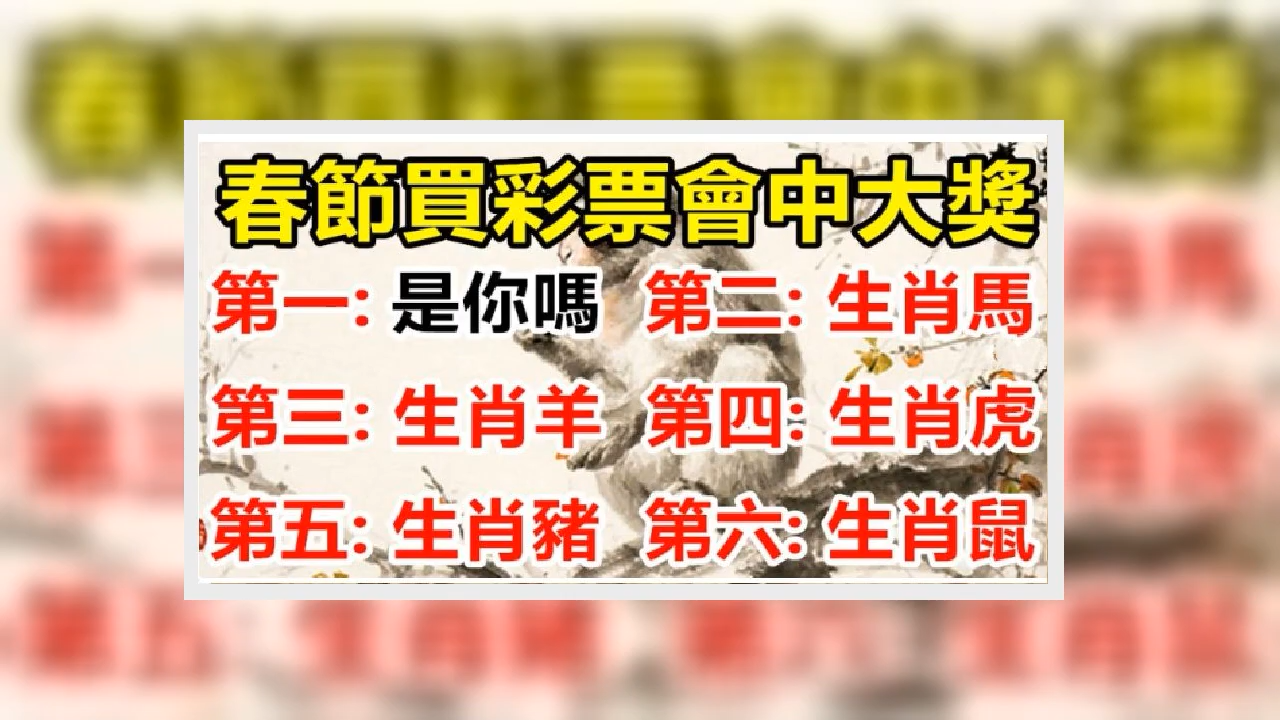 春節買彩票會中大獎
第一: 是你嗎 第二: 生肖馬
第三: 生肖羊 第四: 生肖虎
第五: 生肖豬 第六: 生肖鼠